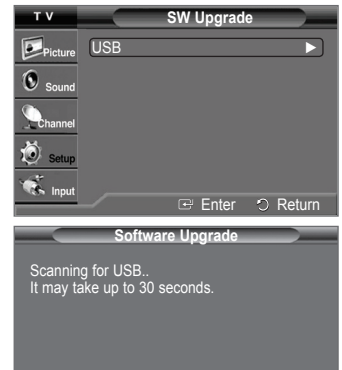 T V
SW Upgrade
Picture
USB
Sound
Channel
Setup
Input
Enter
Return
Software Upgrade
Scanning for USB..
It may take up to 30 seconds.